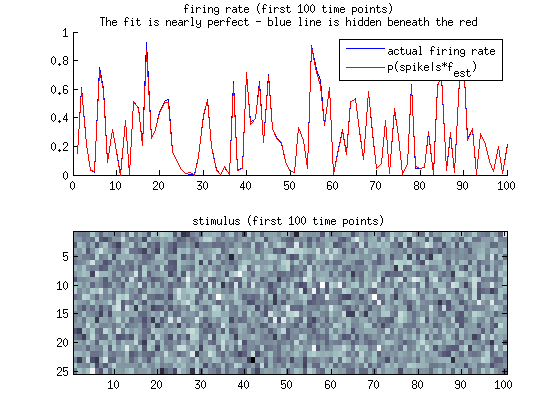 firing rate (first 100 time points)
The fit is nearly perfect - blue line is hidden beneath the red
1
0.8
0.6
0.4
0.2
0
actual firing rate
p(spike|s*f_est)
0 10 20 30 40 50 60 70 80 90 100
stimulus (first 100 time points)
5
10
15
20
25
10 20 30 40 50 60 70 80 90 100